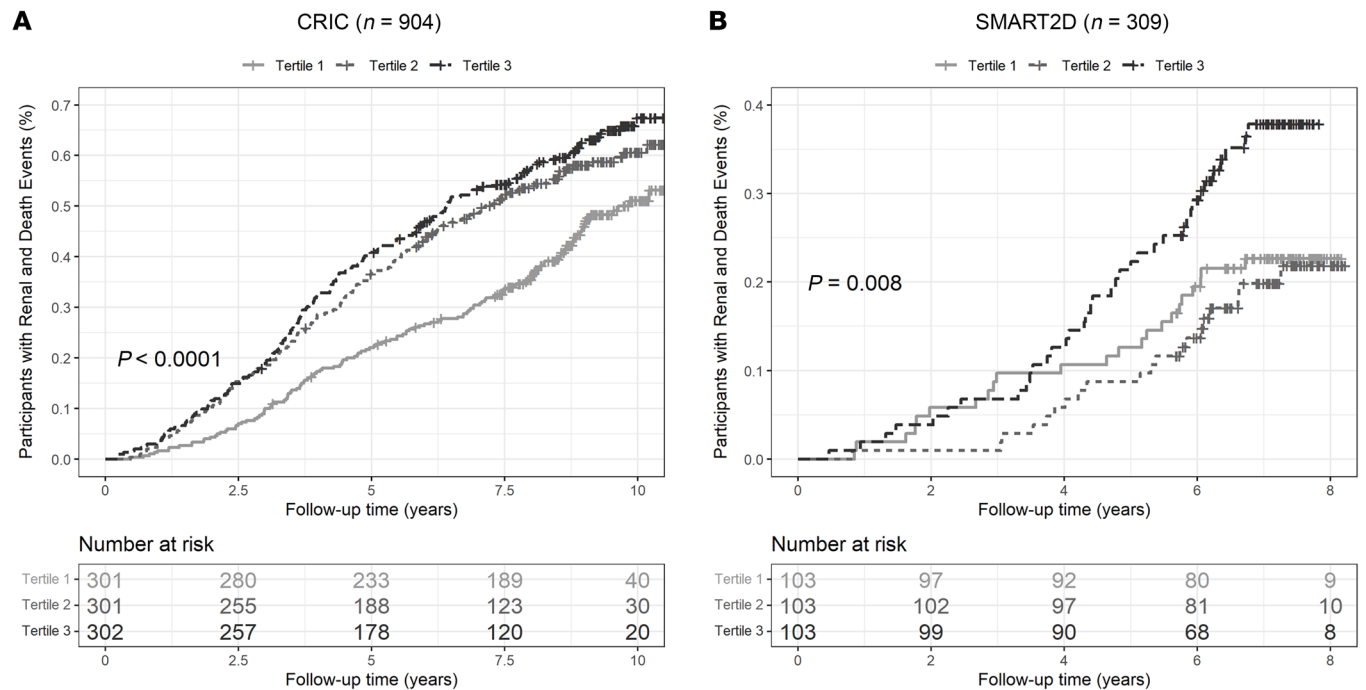 A
CRIC (n = 904)
Tertile 1 Tertile 2 Tertile 3
Participants with Renal and Death Events (%)
0.7
0.6
0.5
0.4
0.3
0.2
0.1
0.0
P < 0.0001
0 2.5 5 7.5 10
Follow-up time (years)
Number at risk
Tertile 1 301 280 233 189 40
Tertile 2 301 255 188 123 30
Tertile 3 302 257 178 120 20
0 2.5 5 7.5 10
Follow-up time (years)
B
SMART2D (n = 309)
Tertile 1 Tertile 2 Tertile 3
Participants with Renal and Death Events (%)
0.4
0.3
0.2
0.1
0.0
P = 0.008
0 2 4 6 8
Follow-up time (years)
Number at risk
Tertile 1 103 97 92 80 9
Tertile 2 103 102 97 81 10
Tertile 3 103 99 90 68 8
0 2 4 6 8
Follow-up time (years)